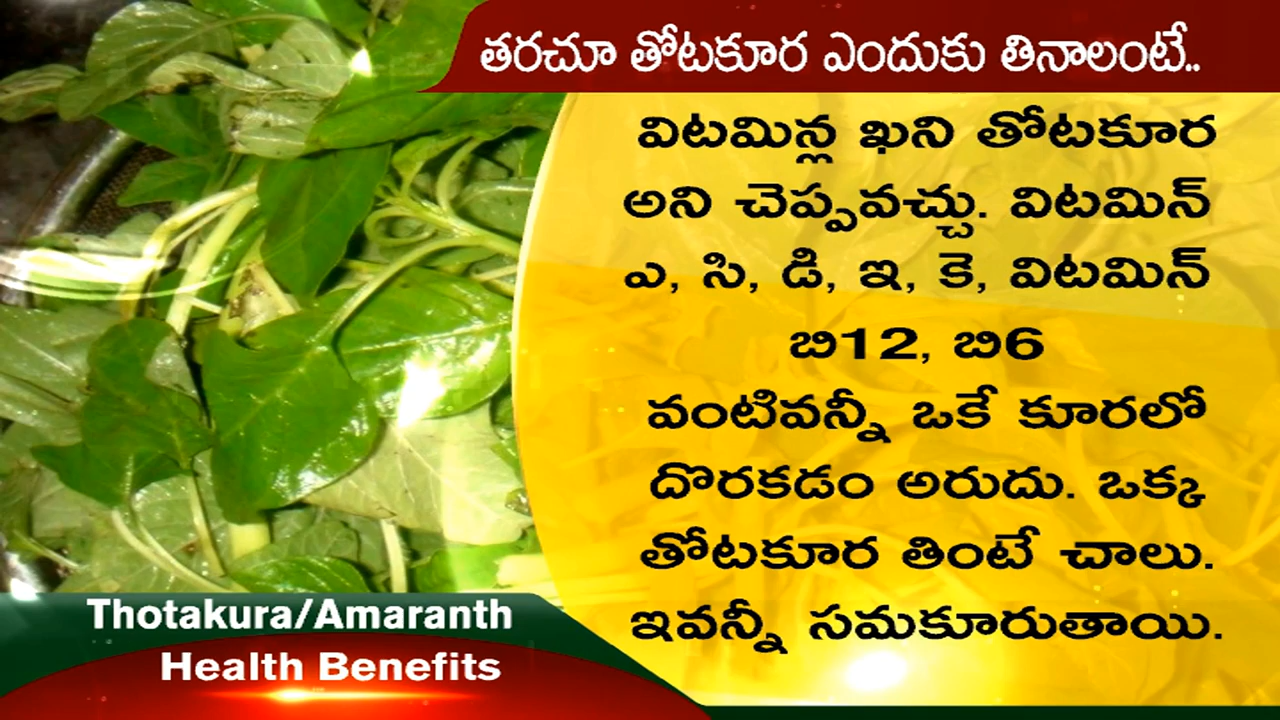 తరచూ తోటకూర ఎందుకు తినాలంటే..
విటమిన్ల ఖని తోటకూర
అని చెప్పవచ్చు. విటమిన్
ఎ, సి, డి, ఇ, కె, విటమిన్
బి12, బి6
వంటివన్నీ ఒకే కూరలో
దొరకడం అరుదు. ఒక్క
తోటకూర తింటే చాలు.
ఇవన్నీ సమకూరుతాయి.
Thotakura/Amaranth
Health Benefits